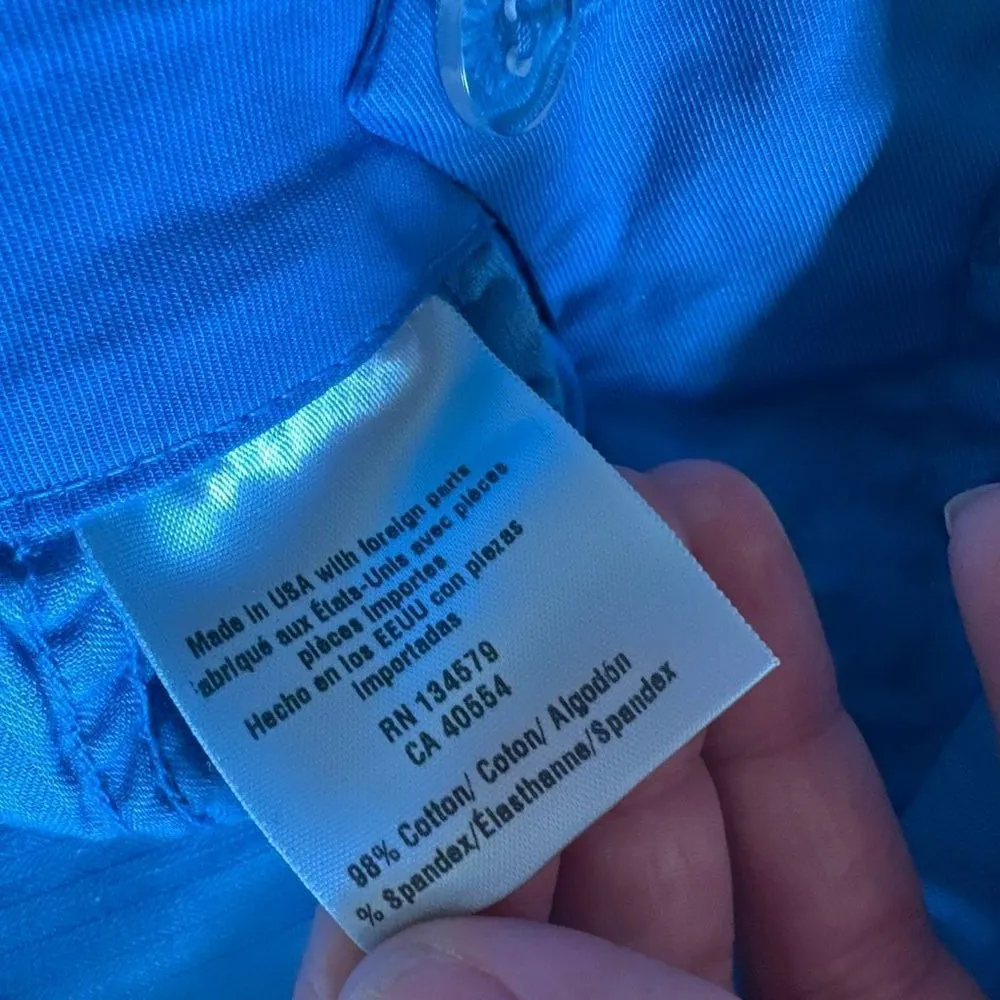 Made in USA with foreign parts
abriqué aux États-Unis avec pièces
pièces importes
Hecho en los EEUU con piezas
importadas
RN 134579
CA 40554
98% Cotton/ Coton/ Algodón
% Spandex/Élasthanne/Spandex